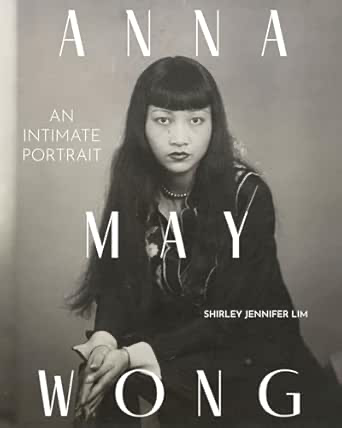 ANNA
AN
INTIMATE
PORTRAIT
MAY
SHIRLEY JENNIFER LIM
WONG